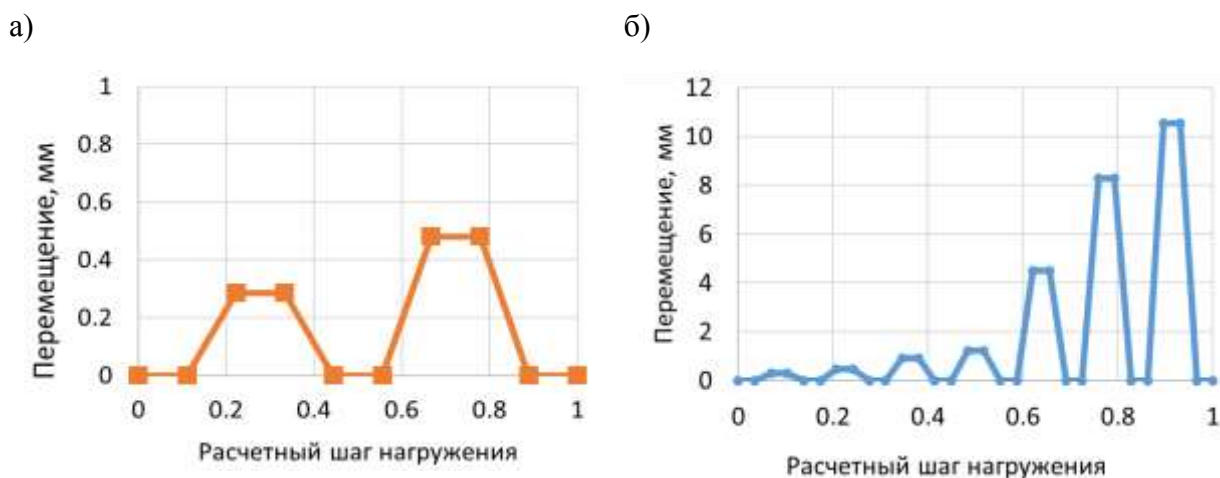 а)
б)
1
0.8
0.6
0.4
0.2
0
0 0.2 0.4 0.6 0.8 1
Перемещение, мм
Расчетный шаг нагружения
12
10
8
6
4
2
0
0 0.2 0.4 0.6 0.8 1
Перемещение, мм
Расчетный шаг нагружения